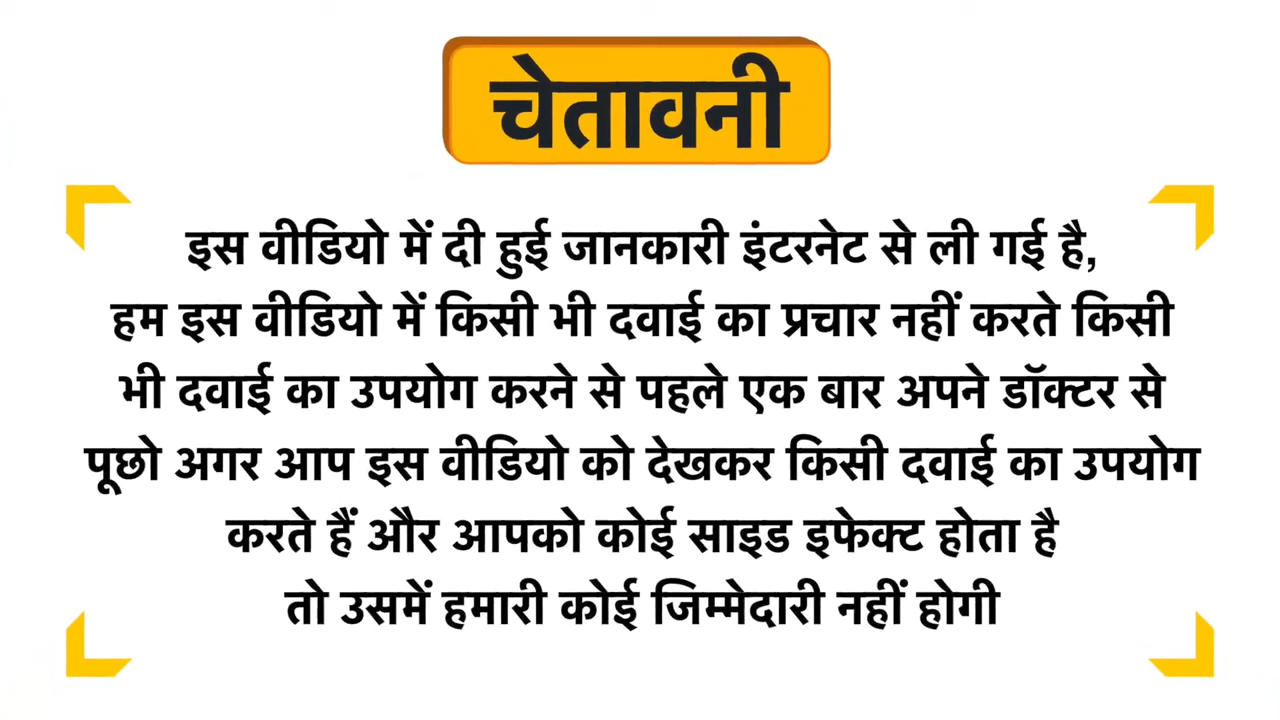 चेतावनी
इस वीडियो में दी हुई जानकारी इंटरनेट से ली गई है,
हम इस वीडियो में किसी भी दवाई का प्रचार नहीं करते किसी
भी दवाई का उपयोग करने से पहले एक बार अपने डॉक्टर से
पूछो अगर आप इस वीडियो को देखकर किसी दवाई का उपयोग
करते हैं और आपको कोई साइड इफेक्ट होता है
तो उसमें हमारी कोई जिम्मेदारी नहीं होगी